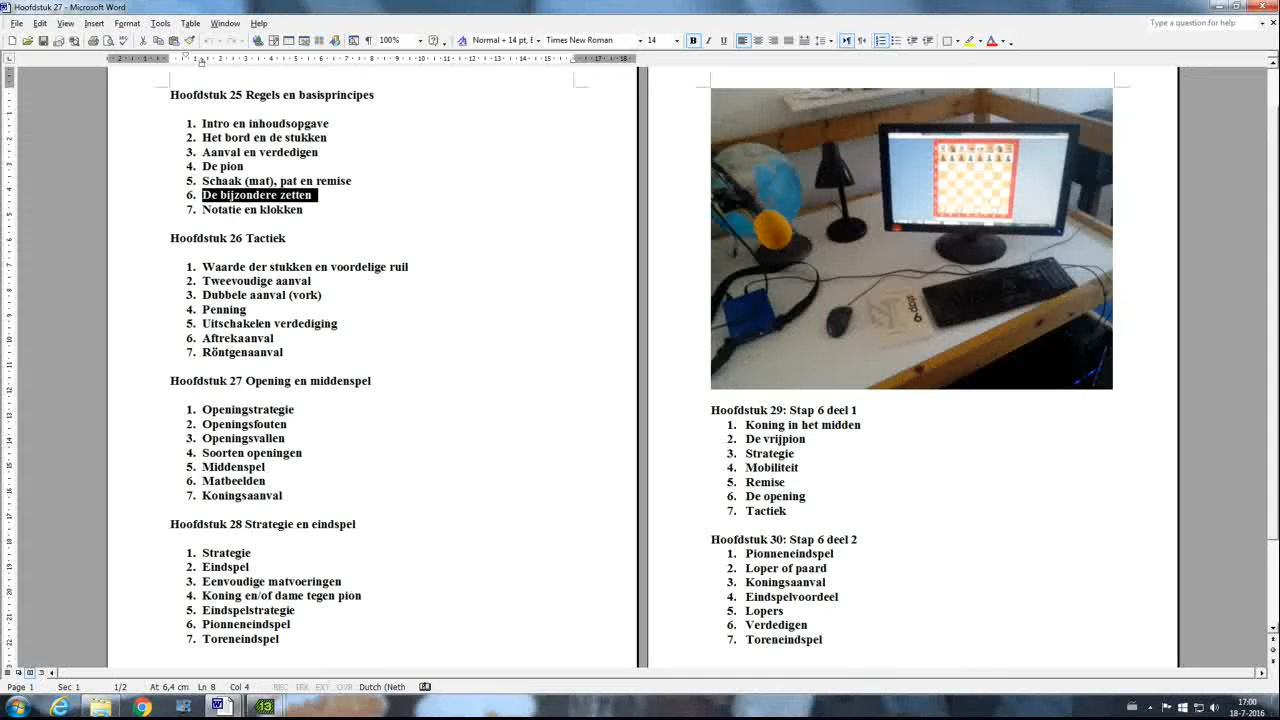 Hoofdstuk 27 - Microsoft Word
File Edit View Insert Format Tools Table Window Help
Type a question for help
100%
Normal + 14 pt, E
Times New Roman
14
B I U
Hoofdstuk 25 Regels en basisprincipes
1. Intro en inhoudsopgave
2. Het bord en de stukken
3. Aanval en verdedigen
4. De pion
5. Schaak (mat), pat en remise
6. De bijzondere zetten
7. Notatie en klokken
Hoofdstuk 26 Tactiek
1. Waarde der stukken en voordelige ruil
2. Tweevoudige aanval
3. Dubbele aanval (vork)
4. Penning
5. Uitschakelen verdediging
6. Aftrekaanval
7. Röntgenaanval
Hoofdstuk 27 Opening en middenspel
1. Openingstrategie
2. Openingsfouten
3. Openingsvallen
4. Soorten openingen
5. Middenspel
6. Matbeelden
7. Koningsaanval
Hoofdstuk 28 Strategie en eindspel
1. Strategie
2. Eindspel
3. Eenvoudige matvoeringen
4. Koning en/of dame tegen pion
5. Eindspelstrategie
6. Pionneneindspel
7. Toreneindspel
Hoofdstuk 29: Stap 6 deel 1
1. Koning in het midden
2. De vrijpion
3. Strategie
4. Mobiliteit
5. Remise
6. De opening
7. Tactiek
Hoofdstuk 30: Stap 6 deel 2
1. Pionneneindspel
2. Loper of paard
3. Koningsaanval
4. Eindspelvoordeel
5. Lopers
6. Verdedigen
7. Toreneindspel
Page 1 Sec 1 1/2 At 6,4 cm Ln 8 Col 4 REC TRK EXT OVR Dutch (Neth
17:00
18-7-2016